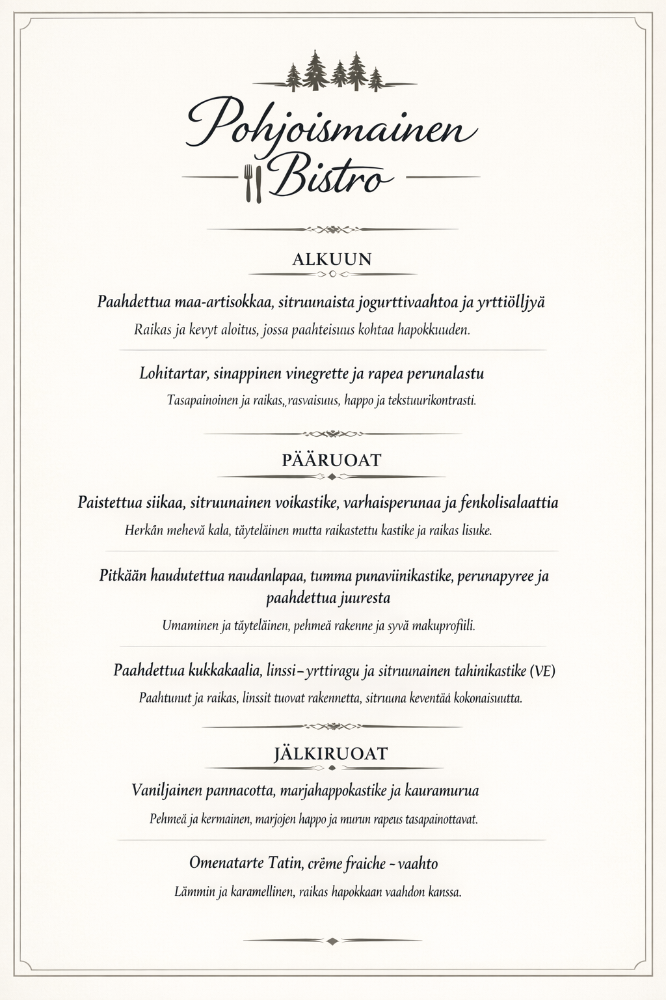 Pohjoismainen
Bistro
ALKUUN
Paahdettua maa-artisokkaa, sitruunaista jogurttivaahtoa ja yrttiölljyä
Raikas ja kevyt aloitus, jossa paahteisuus kohtaa hapokkuuden.
Lohitartar, sinappinen vinegrette ja rapea perunalastu
Tasapainoinen ja raikas,,rasvaisuus, happo ja tekstuurikontrasti.
PÄÄRUOAT
Paistettua siikaa, sitruunainen voikastike, varhaisperunaa ja fenkolisalaattia
Herkån mehevä kala, täyteläinen mutta raikastettu kastike ja raikas lisuke.
Pitkään haudutettua naudanlapaa, tumma punaviinikastike, perunapyree ja
paahdettua juuresta
Umaminen ja täyteläinen, pehmeä rakenne ja syvä makuprofiili.
Paahdettua kukkakaalia, linssi–yrttiragu ja sitruunainen tahinikastike (VE)
Paahtunut ja raikas, linssit tuovat rakennetta, sitruuna keventää kokonaisuutta.
JÄLKIRUOAT
Vaniljainen pannacotta, marjahappokastike ja kauramurua
Pehmeä ja kermainen, marjojen happo ja murun rapeus tasapainottavat.
Omenatarte Tatin, crëme fraiche –vaahto
Lämmin ja karamellinen, raikas hapokkaan vaahdon kanssa.